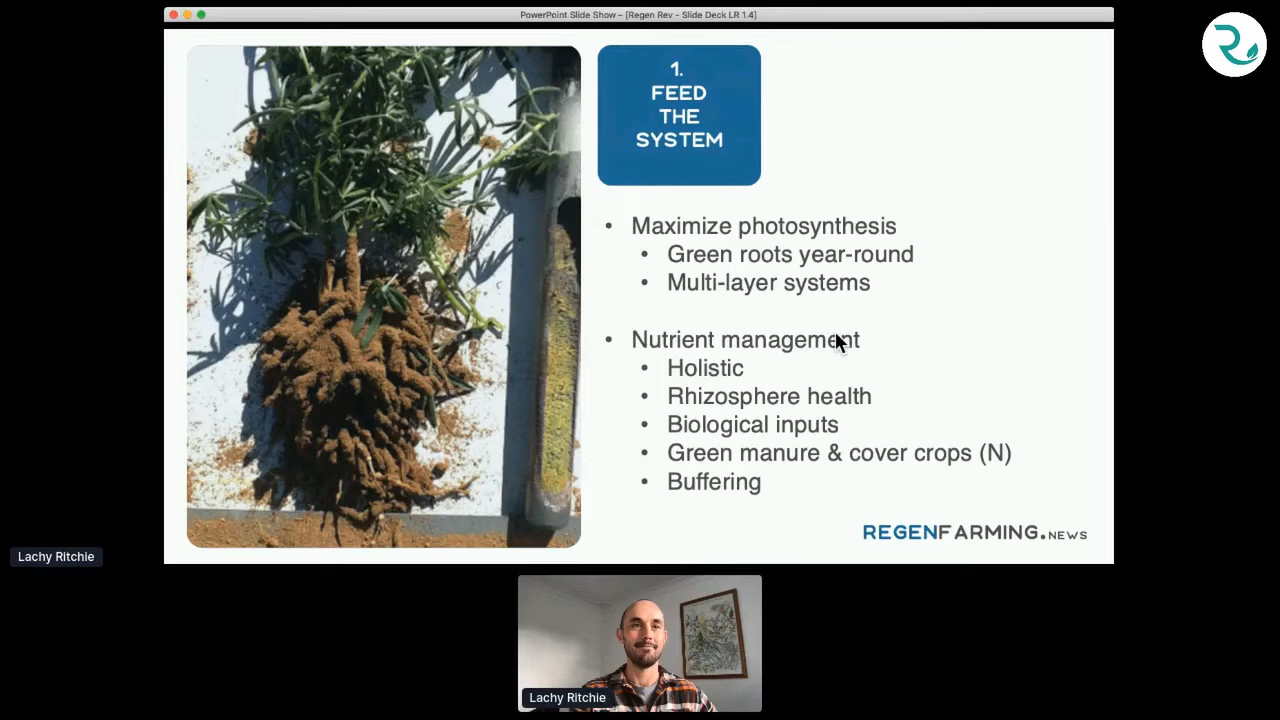 PowerPoint Slide Show – [Regen Rev - Slide Deck LR 1.4]
1.
FEED
THE
SYSTEM
• Maximize photosynthesis
• Green roots year-round
• Multi-layer systems
• Nutrient management
• Holistic
• Rhizosphere health
• Biological inputs
• Green manure & cover crops (N)
• Buffering
REGENFARMING.NEWS
Lachy Ritchie
Lachy Ritchie